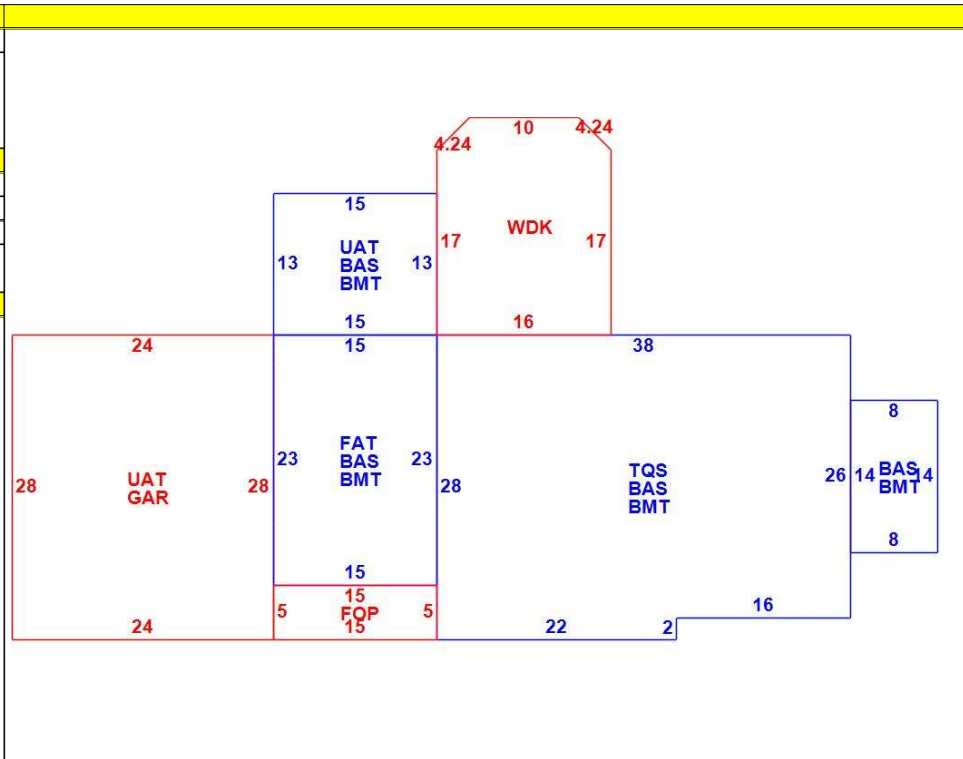 10
4.24
4.24
15
WDK
17
17
UAT
BAS
BMT
13
13
15
16
24
15
38
8
FAT
BAS
BMT
23
23
UAT
GAR
28
28
28
TQS
BAS
BMT
26
14
BAS
BMT
14
8
15
15
FOP
5
5
15
16
24
22
2